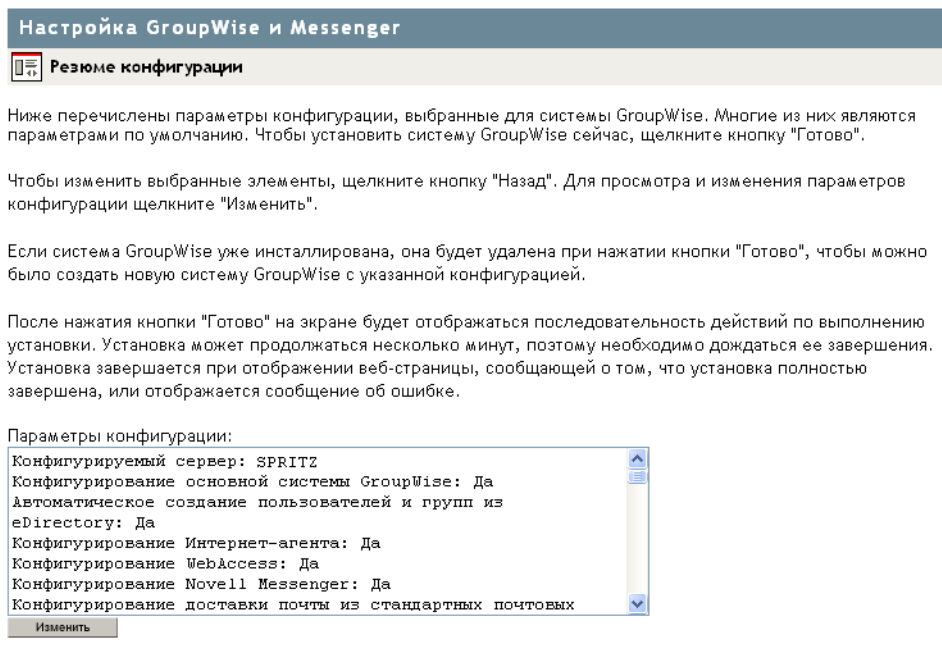 Настройка GroupWise и Messenger
Резюме конфигурации
Ниже перечислены параметры конфигурации, выбранные для системы GroupWise. Многие из них являются
параметрами по умолчанию. Чтобы установить систему GroupWise сейчас, щелкните кнопку "Готово".
Чтобы изменить выбранные элементы, щелкните кнопку "Назад". Для просмотра и изменения параметров
конфигурации щелкните "Изменить".
Если система GroupWise уже инсталлирована, она будет удалена при нажатии кнопки "Готово", чтобы можно
было создать новую систему GroupWise с указанной конфигурацией.
После нажатия кнопки "Готово" на экране будет отображаться последовательность действий по выполнению
установки. Установка может продолжаться несколько минут, поэтому необходимо дождаться ее завершения.
Установка завершается при отображении веб-страницы, сообщающей о том, что установка полностью
завершена, или отображается сообщение об ошибке.
Параметры конфигурации:
Конфигурируемый сервер: SPRITZ
Конфигурирование основной системы GroupWise: Да
Автоматическое создание пользователей и групп из
eDirectory: Да
Конфигурирование Интернет-агента: Да
Конфигурирование WebAccess: Да
Конфигурирование Novell Messenger: Да
Конфигурирование доставки почты из стандартных почтовых
Изменить